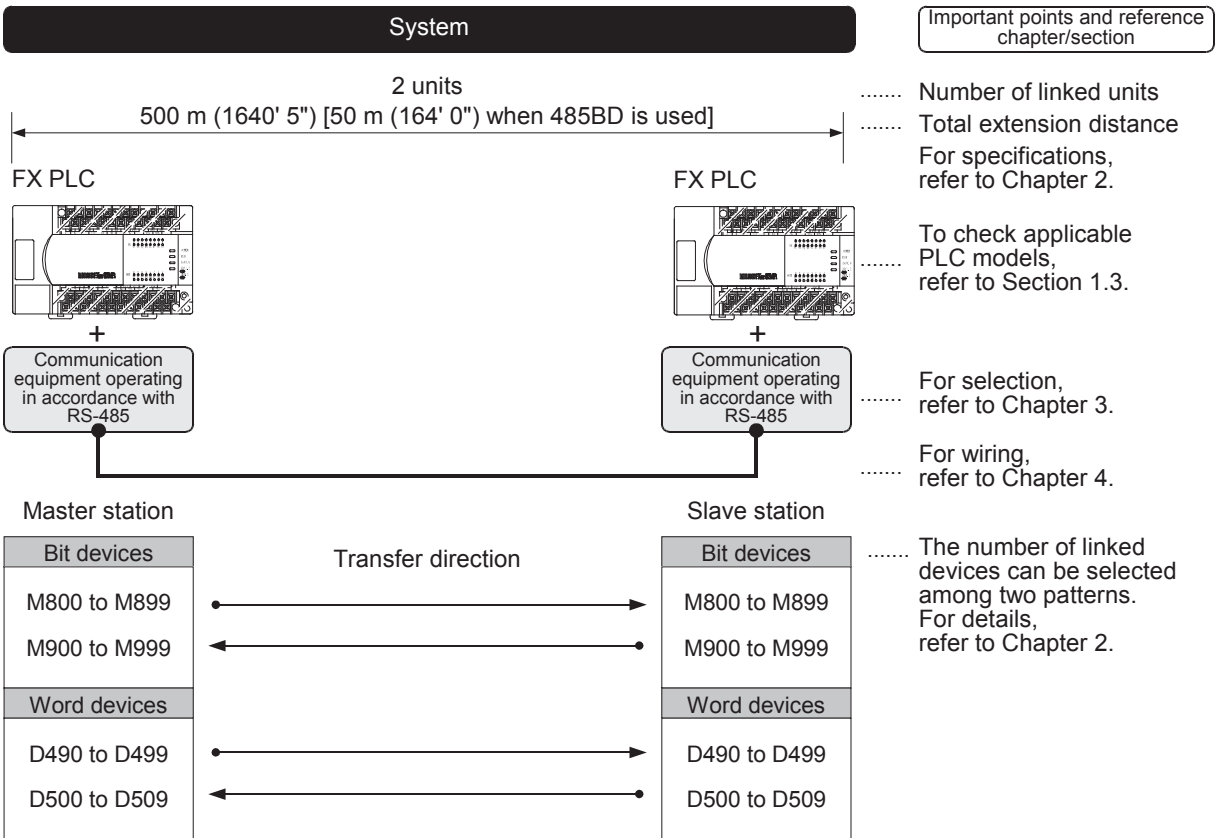 System
Important points and reference
chapter/section
2 units
500 m (1640' 5") [50 m (164' 0") when 485BD is used]
....... Number of linked units
....... Total extension distance
For specifications,
refer to Chapter 2.
FX PLC
FX PLC
To check applicable
....... PLC models,
refer to Section 1.3.
+
+
Communication
equipment operating
in accordance with
RS-485
Communication
equipment operating
in accordance with
RS-485
For selection,
....... refer to Chapter 3.
For wiring,
....... refer to Chapter 4.
Master station
Slave station
Bit devices
Transfer direction
Bit devices
....... The number of linked
devices can be selected
among two patterns.
For details,
refer to Chapter 2.
M800 to M899
M800 to M899
M900 to M999
M900 to M999
Word devices
Word devices
D490 to D499
D490 to D499
D500 to D509
D500 to D509